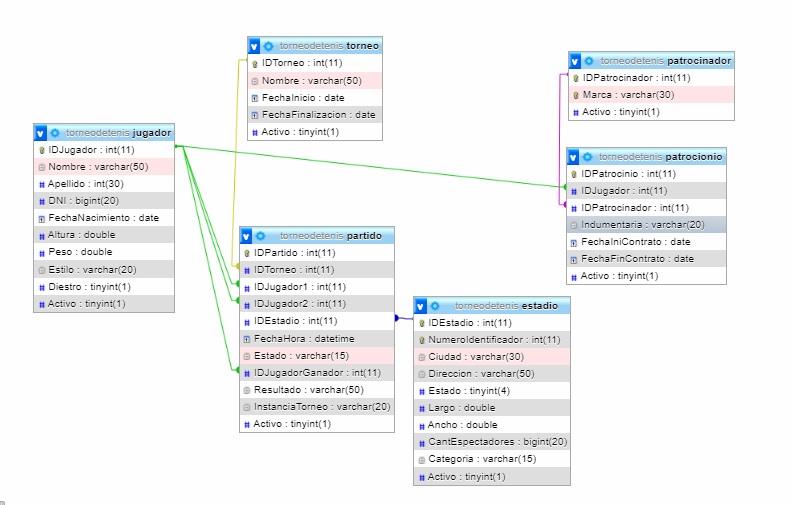 torneodetenis torneo
IDTorneo : int(11)
Nombre : varchar(50)
FechaInicio : date
FechaFinalizacion : date
Activo : tinyint(1)
torneodetenis patrocinador
IDPatrocinador : int(11)
Marca : varchar(30)
Activo : tinyint(1)
torneodetenis jugador
IDJugador : int(11)
Nombre : varchar(50)
Apellido : int(30)
DNI : bigint(20)
FechaNacimiento : date
Altura : double
Peso : double
Estilo : varchar(20)
Diestro : tinyint(1)
Activo : tinyint(1)
torneodetenis patrocionio
IDPatrocinio : int(11)
IDJugador : int(11)
IDPatrocinador : int(11)
Indumentaria : varchar(20)
FechaIniContrato : date
FechaFinContrato : date
Activo : tinyint(1)
torneodetenis partido
IDPartido : int(11)
IDTorneo : int(11)
IDJugador1 : int(11)
IDJugador2 : int(11)
IDEstadio : int(11)
FechaHora : datetime
Estado : varchar(15)
IDJugadorGanador : int(11)
Resultado : varchar(50)
InstanciaTorneo : varchar(20)
Activo : tinyint(1)
torneodetenis estadio
IDEstadio : int(11)
NumeroIdentificador : int(11)
Ciudad : varchar(30)
Direccion : varchar(50)
Estado : tinyint(4)
Largo : double
Ancho : double
CantEspectadores : bigint(20)
Categoria : varchar(15)
Activo : tinyint(1)